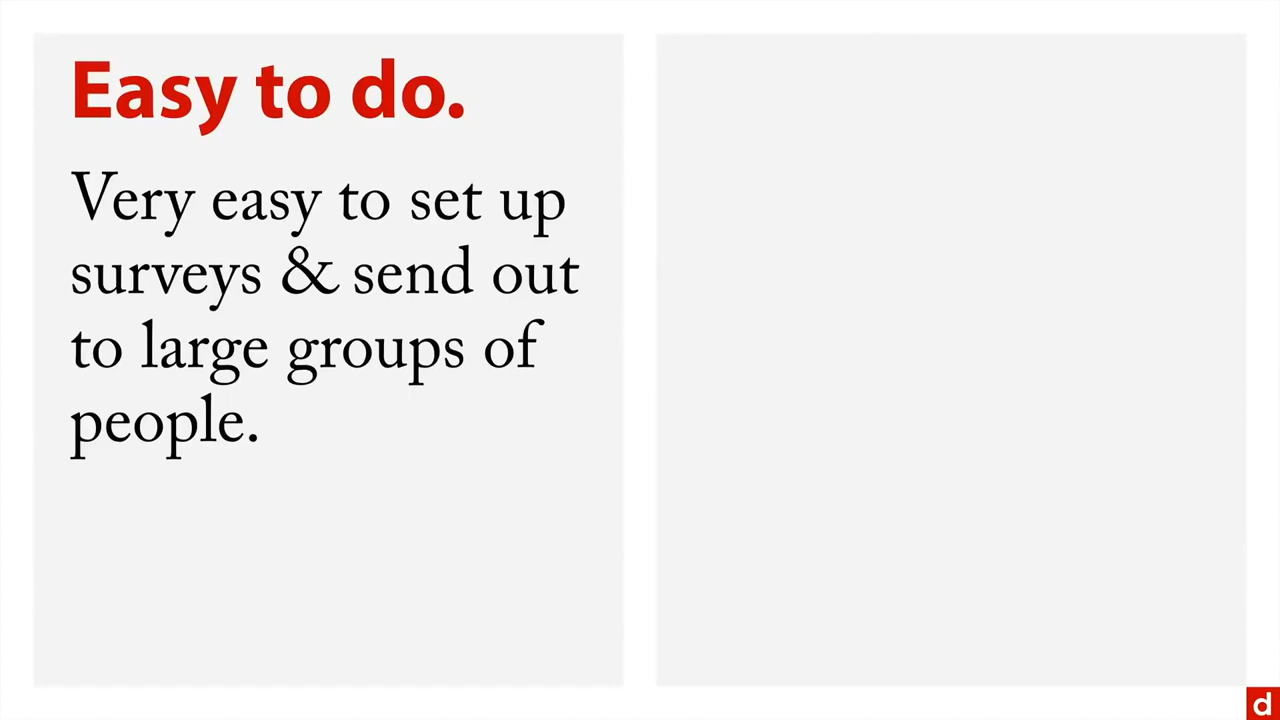 Easy to do.
Very easy to set up
surveys & send out
to large groups of
people.
d